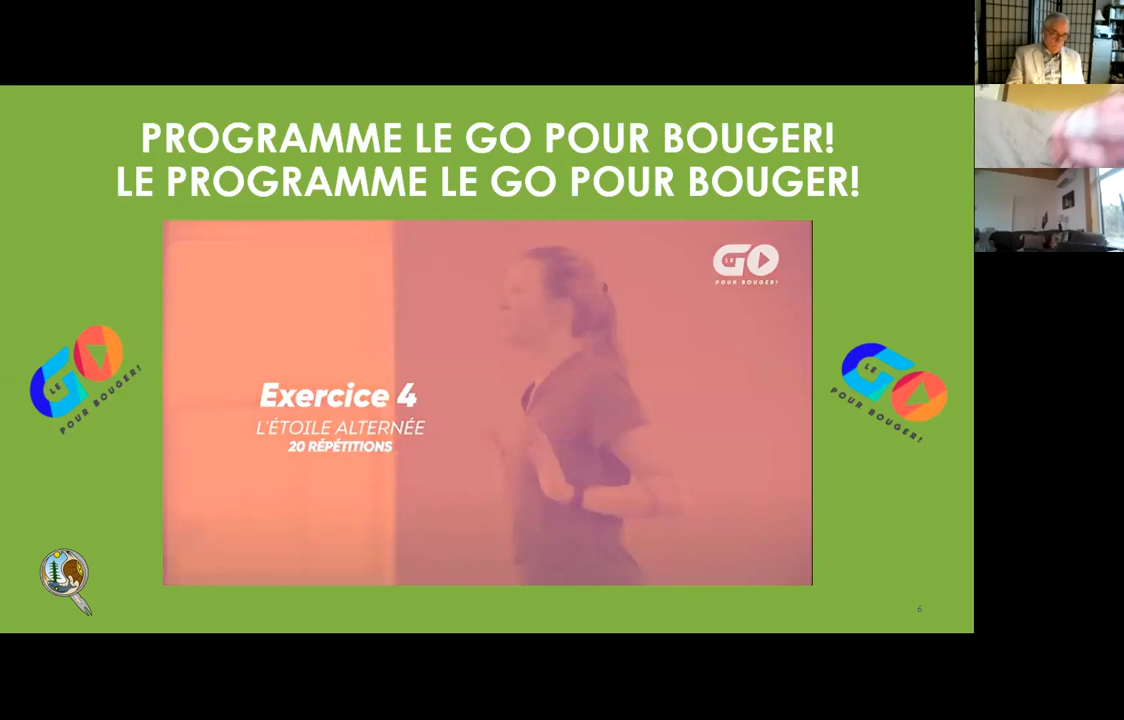 PROGRAMME LE GO POUR BOUGER!
LE PROGRAMME LE GO POUR BOUGER!
LE GO
POUR BOUGER!
Exercice 4
L'ÉTOILE ALTERNÉE
20 RÉPÉTITIONS
LE GO
POUR BOUGER!
LE GO
POUR BOUGER!
6